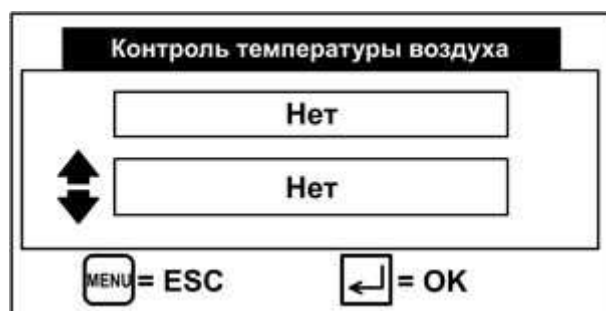 Контроль температуры воздуха
Нет
Нет
MENU = ESC = OK